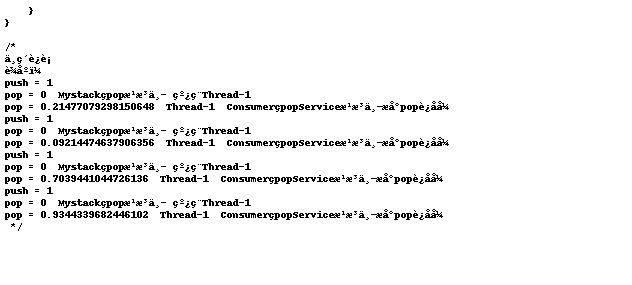 }
}
/*
ä¸ç´è¿è¡
è¾åºï¼
push = 1
pop = 0 Mystackçpopæ¹æ³ä¸- çº¿ç¨Thread-1
pop = 0.21477079298150648 Thread-1 ConsumerçpopServiceæ¹æ³ä¸-æå°popè¿åå¼
push = 1
pop = 0 Mystackçpopæ¹æ³ä¸- çº¿ç¨Thread-1
pop = 0.09214474637906356 Thread-1 ConsumerçpopServiceæ¹æ³ä¸-æå°popè¿åå¼
push = 1
pop = 0 Mystackçpopæ¹æ³ä¸- çº¿ç¨Thread-1
pop = 0.7039441044726136 Thread-1 ConsumerçpopServiceæ¹æ³ä¸-æå°popè¿åå¼
push = 1
pop = 0 Mystackçpopæ¹æ³ä¸- çº¿ç¨Thread-1
pop = 0.9344339682446102 Thread-1 ConsumerçpopServiceæ¹æ³ä¸-æå°popè¿åå¼
*/